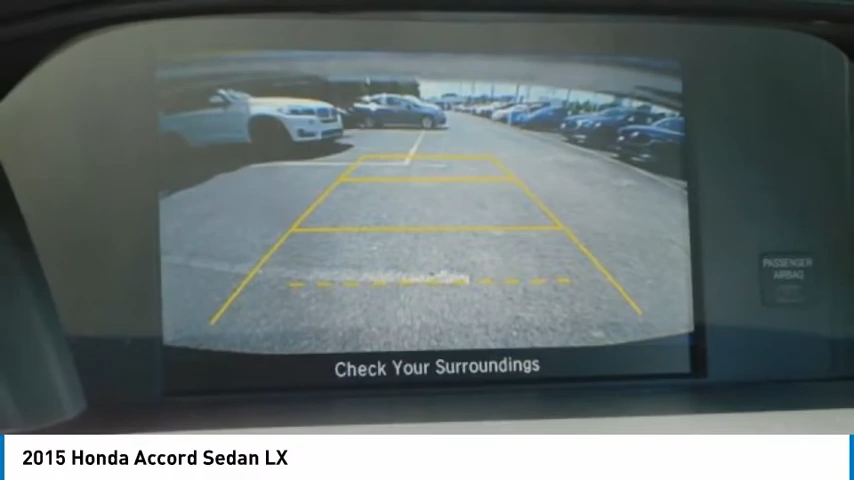 PASSENGER
AIRBAG
Check Your Surroundings
2015 Honda Accord Sedan LX